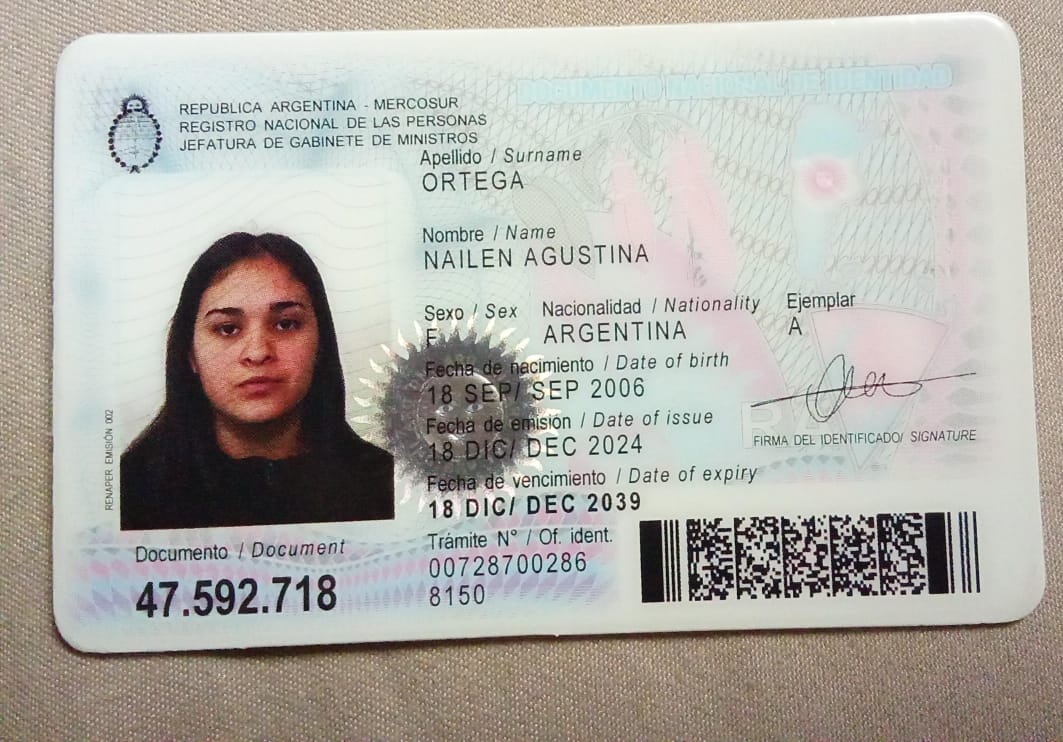 DOCUMENTO NACIONAL DE IDENTIDAD
REPUBLICA ARGENTINA - MERCOSUR
REGISTRO NACIONAL DE LAS PERSONAS
JEFATURA DE GABINETE DE MINISTROS
Apellido / Surname
ORTEGA
Nombre / Name
NAILEN AGUSTINA
Sexo / Sex Nacionalidad / Nationality Ejemplar
F ARGENTINA A
Fecha de nacimiento / Date of birth
18 SEP/ SEP 2006
Fecha de emisión / Date of issue
18 DIC/ DEC 2024
FIRMA DEL IDENTIFICADO/ SIGNATURE
Fecha de vencimiento / Date of expiry
18 DIC/ DEC 2039
RENAPER. EMISIÓN 002
Documento / Document
47.592.718
Trámite N° / Of. ident.
00728700286
8150